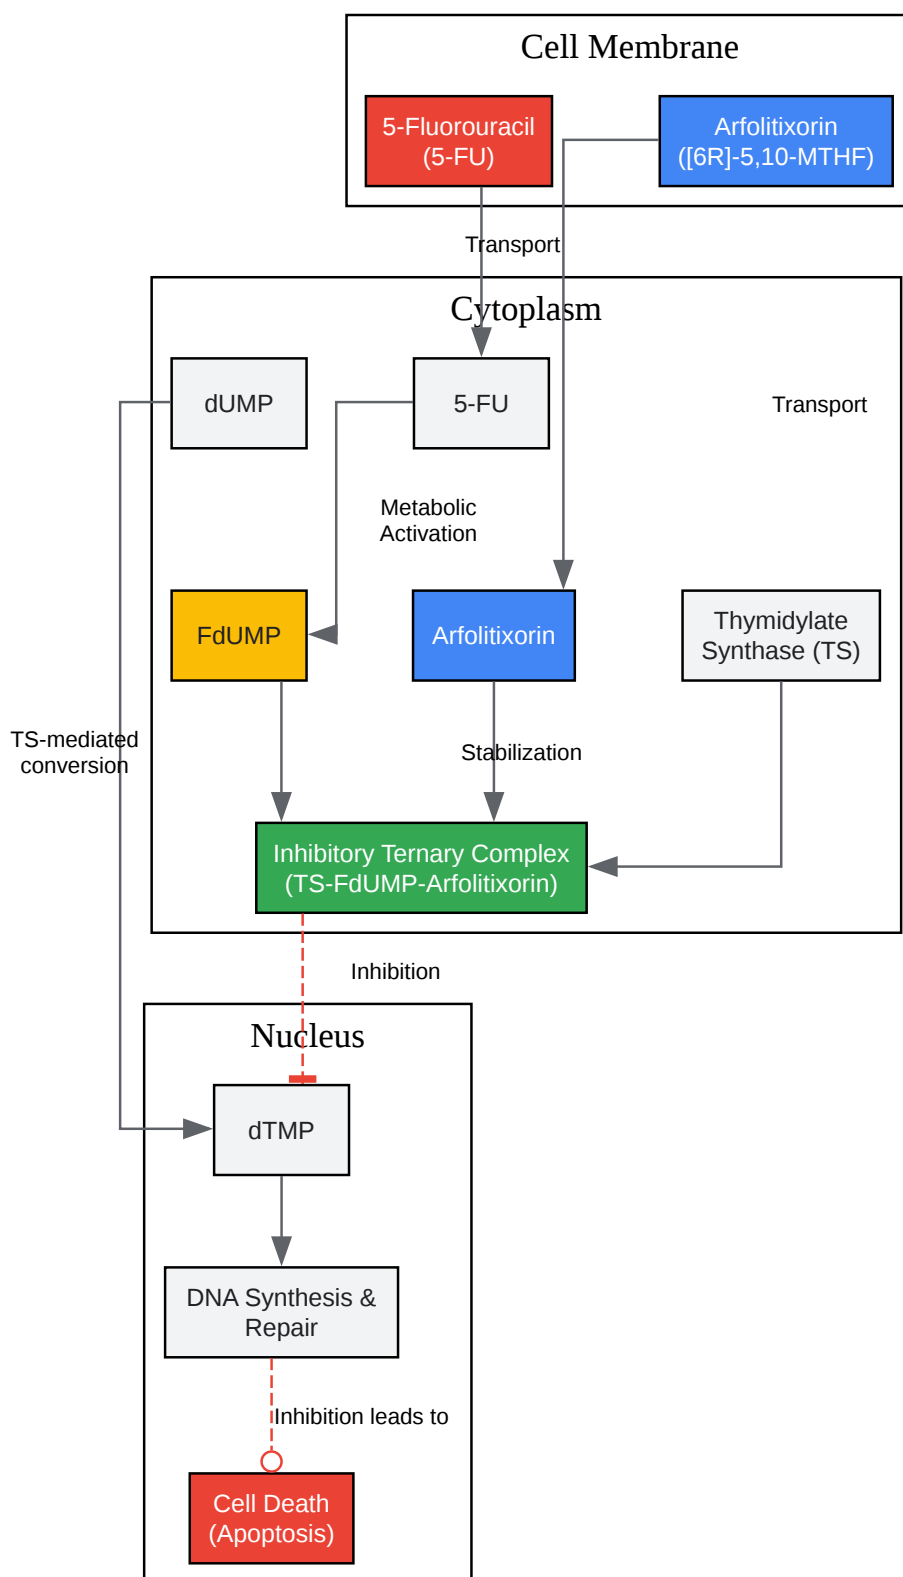 Cell Membrane
5-Fluorouracil
(5-FU)
Arfolitixorin
([6R]-5,10-MTHF)
Transport
Cytoplasm
dUMP
5-FU
Transport
Metabolic
Activation
FdUMP
Arfolitixorin
Thymidylate
Synthase (TS)
TS-mediated
conversion
Stabilization
Inhibitory Ternary Complex
(TS-FdUMP-Arfolitixorin)
Inhibition
Nucleus
dTMP
DNA Synthesis &
Repair
Inhibition leads to
Cell Death
(Apoptosis)